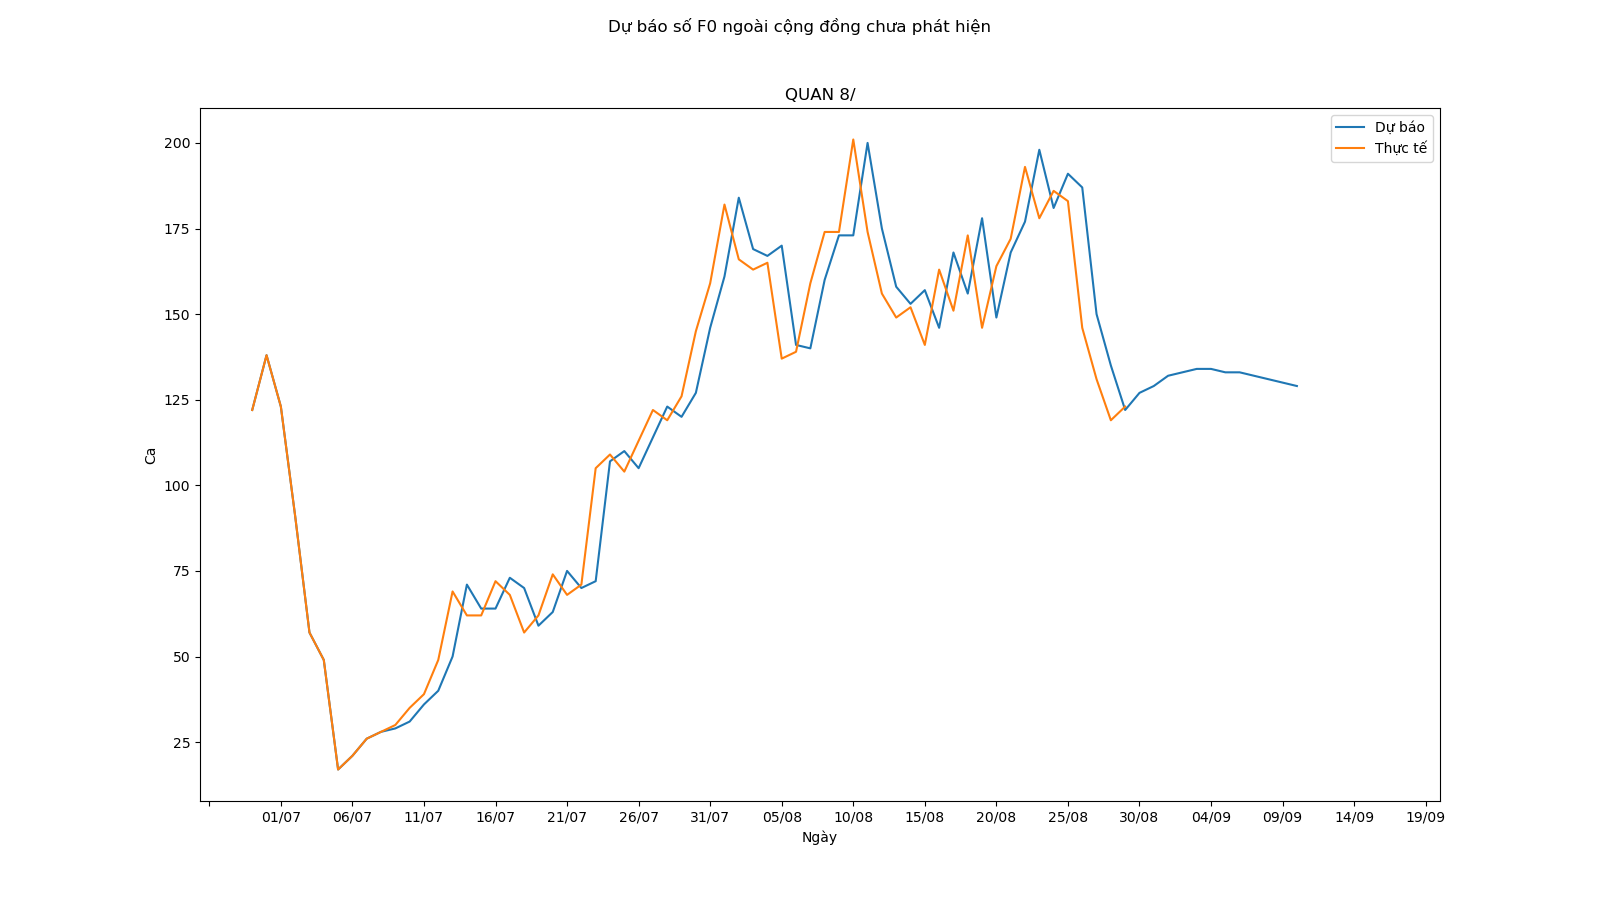 Dự báo số F0 ngoài cộng đồng chưa phát hiện
QUAN 8/
Dự báo
Thực tế
200
175
150
125
100
75
50
25
Ca
01/07 06/07 11/07 16/07 21/07 26/07 31/07 05/08 10/08 15/08 20/08 25/08 30/08 04/09 09/09 14/09 19/09
Ngày